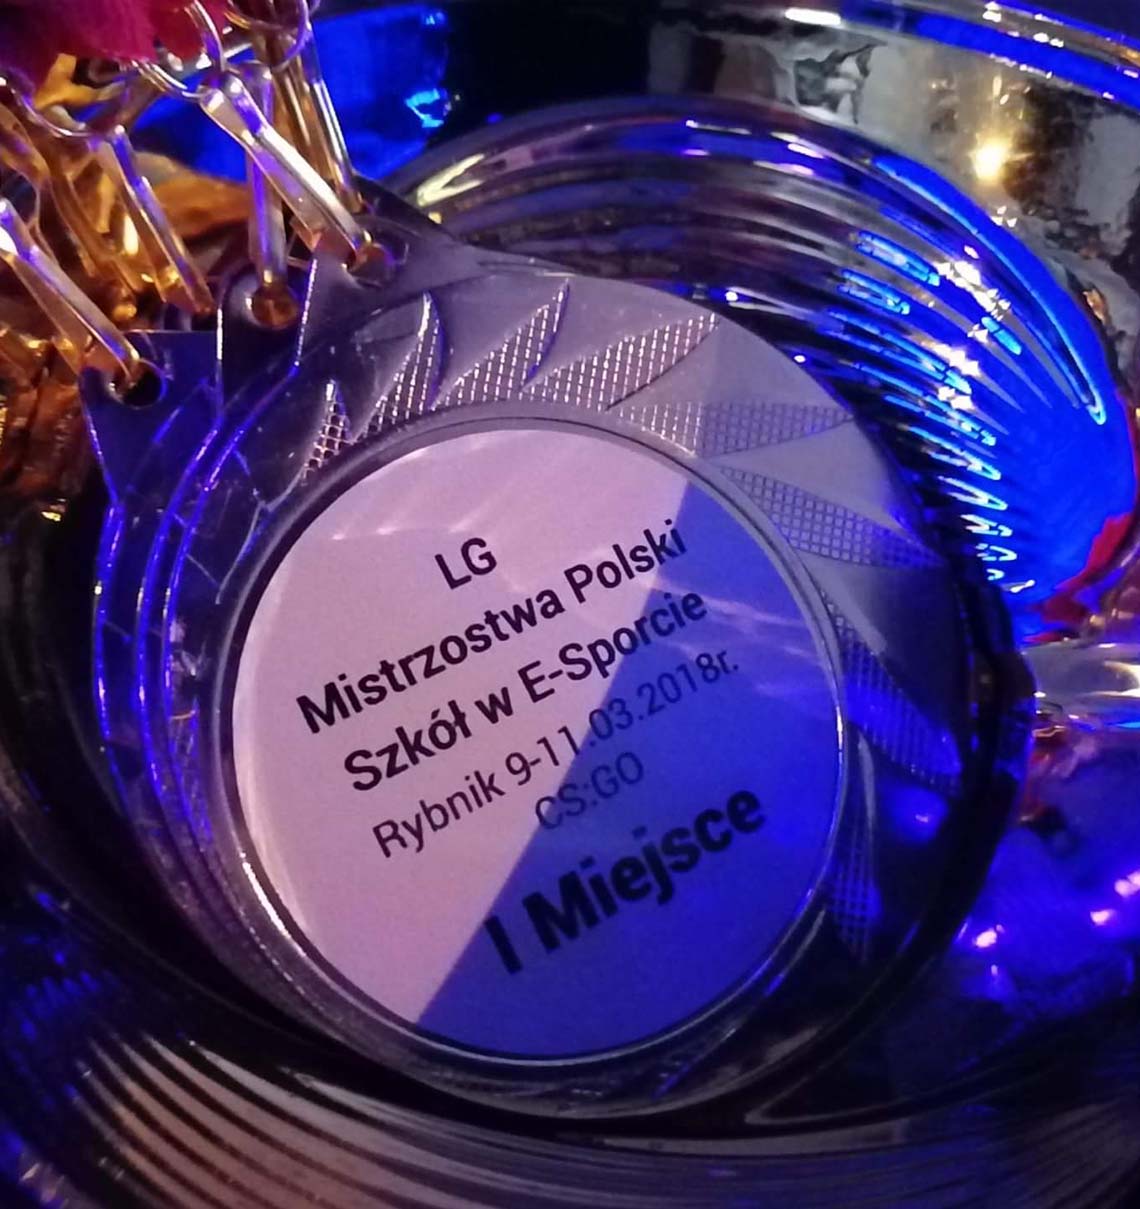 LG
Mistrzostwa Polski
Szkół w E-Sporcie
Rybnik 9-11.03.2018r.
CS:GO
I Miejsce